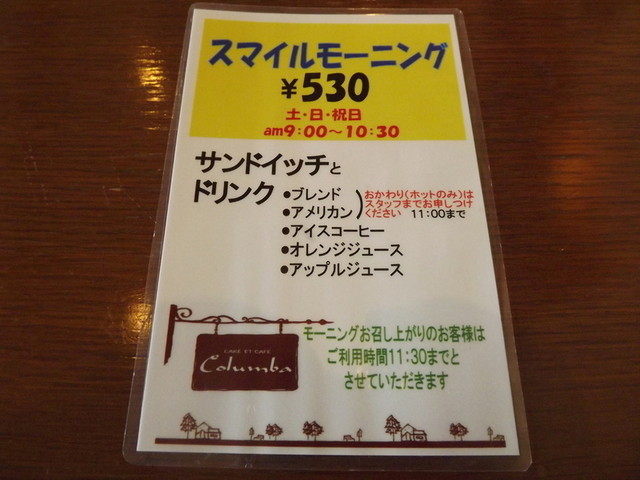 スマイルモーニング
¥530
土・日・祝日
am9:00～10:30
サンドイッチと
ドリンク
●ブレンド
●アメリカン
●アイスコーヒー
●オレンジジュース
●アップルジュース
おかわり（ホットのみ）は
スタッフまでお申しつけ
ください 11:00まで
CAKE ET CAFÉ
Columba
モーニングお召し上がりのお客様は
ご利用時間11:30までと
させていただきます